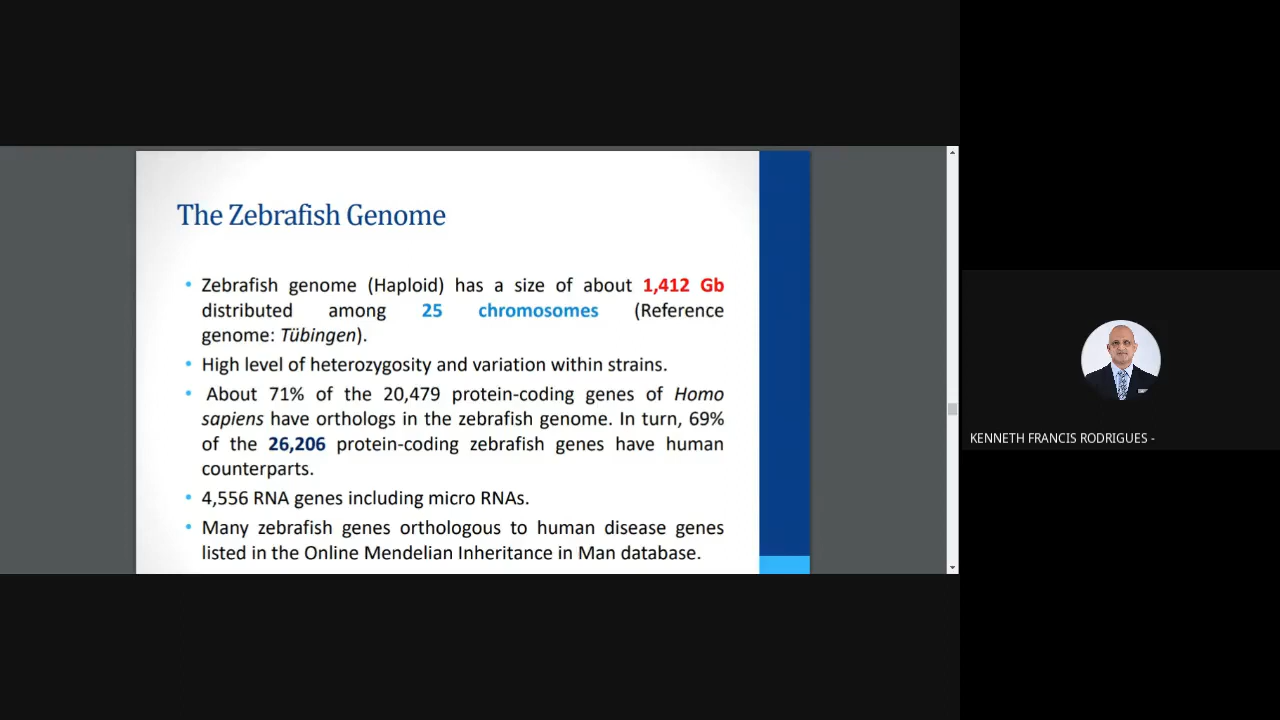 The Zebrafish Genome
• Zebrafish genome (Haploid) has a size of about 1,412 Gb
distributed among 25 chromosomes (Reference
genome: Tübingen).
• High level of heterozygosity and variation within strains.
• About 71% of the 20,479 protein-coding genes of Homo
sapiens have orthologs in the zebrafish genome. In turn, 69%
of the 26,206 protein-coding zebrafish genes have human
counterparts.
• 4,556 RNA genes including micro RNAs.
• Many zebrafish genes orthologous to human disease genes
listed in the Online Mendelian Inheritance in Man database.
KENNETH FRANCIS RODRIGUES -